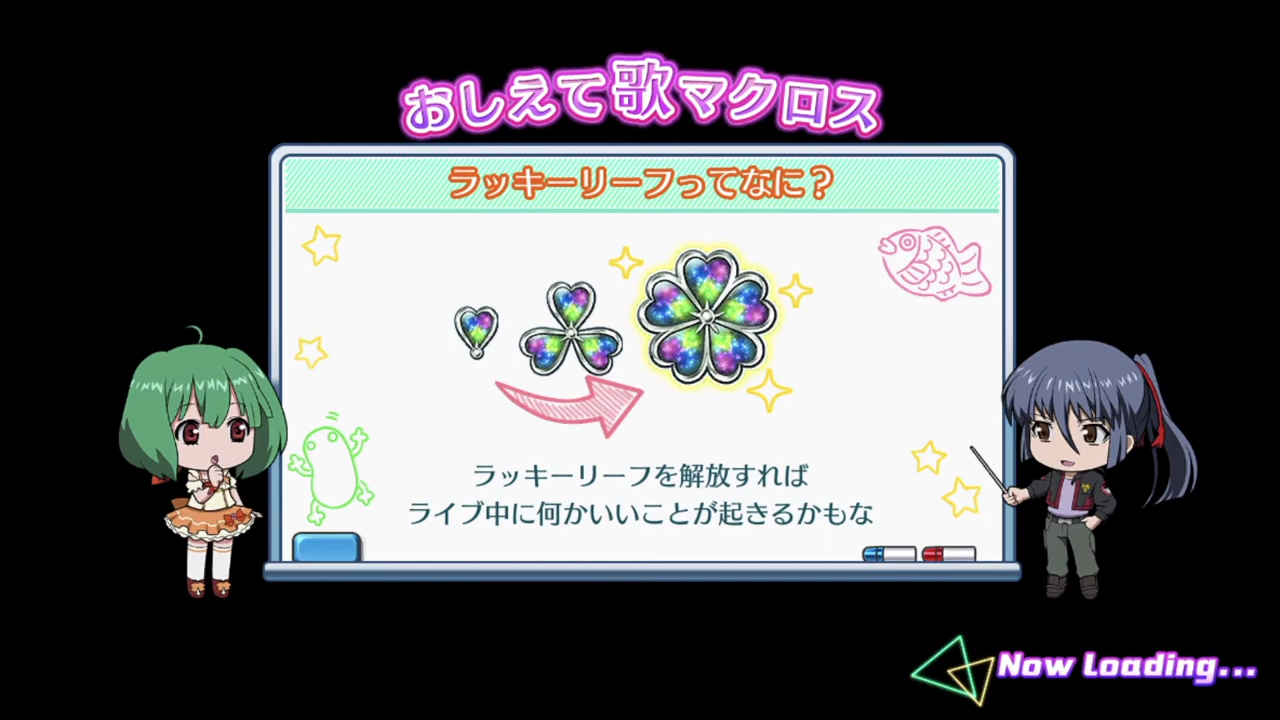 おしえて歌マクロス
ラッキーリーフってなに？
ラッキーリーフを解放すれば
ライブ中に何かいいことが起きるかもな
Now Loading...